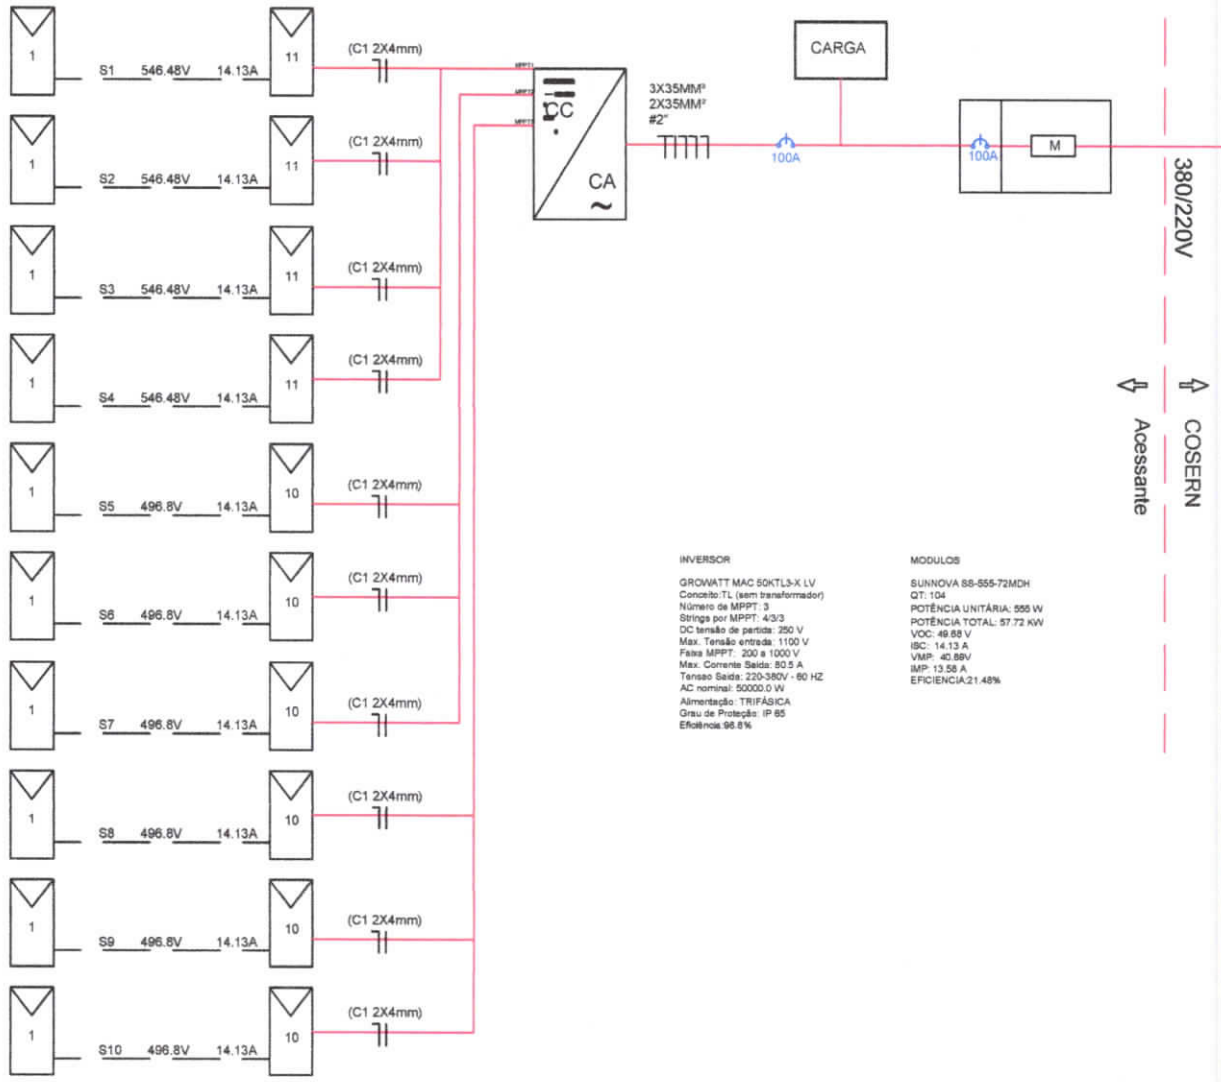 1
S1 546.48V 14.13A
11
(C1 2X4mm)
1
S2 546.48V 14.13A
11
(C1 2X4mm)
1
S3 546.48V 14.13A
11
(C1 2X4mm)
1
S4 546.48V 14.13A
11
(C1 2X4mm)
1
S5 496.8V 14.13A
10
(C1 2X4mm)
1
S6 496.8V 14.13A
10
(C1 2X4mm)
1
S7 496.8V 14.13A
10
(C1 2X4mm)
1
S8 496.8V 14.13A
10
(C1 2X4mm)
1
S9 496.8V 14.13A
10
(C1 2X4mm)
1
S10 496.8V 14.13A
10
(C1 2X4mm)
MPPT1
MPPT2
MPPT3
CC
CA
~
3X35MM²
2X35MM²
#2"
100A
CARGA
100A
M
380/220V
COSERN
Acessante
INVERSOR
GROWATT MAC 50KTL3-X LV
Conceito:TL (sem transformador)
Número de MPPT: 3
Strings por MPPT: 4/3/3
DC tensão de partida: 250 V
Max. Tensão entrada: 1100 V
Faixa MPPT: 200 a 1000 V
Max. Corrente Saida: 80.5 A
Tensao Saida: 220-380V - 60 HZ
AC nominal: 50000.0 W
Alimentação: TRIFÁSICA
Grau de Proteção: IP 65
Eficiência:98.8%
MODULOS
SUNNOVA SS-555-72MDH
QT: 104
POTÊNCIA UNITÁRIA: 555 W
POTÊNCIA TOTAL: 57.72 KW
VOC: 49.68 V
ISC: 14.13 A
VMP: 40.89V
IMP: 13.58 A
EFICIENCIA:21.48%